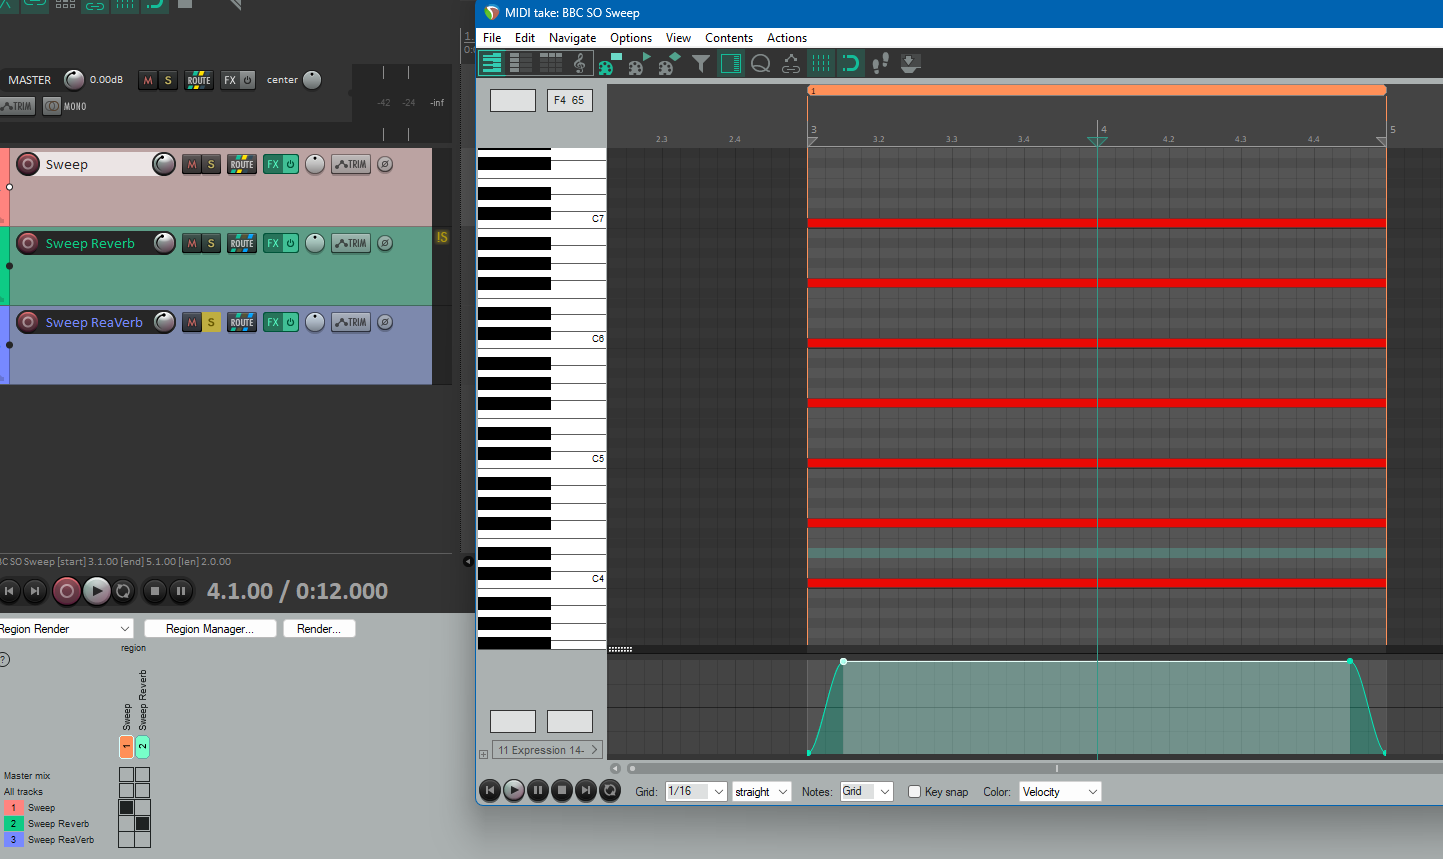 MIDI take: BBC SO Sweep
File Edit Navigate Options View Contents Actions
MASTER 0.00dB M S ROUTE FX center
-42 -24 -inf
TRIM MONO
F4 65
1
3 4 5
2.3 2.4 3.2 3.3 3.4 4.2 4.3 4.4
Sweep M S ROUTE FX TRIM
Sweep Reverb M S ROUTE FX TRIM !S
Sweep ReaVerb M S ROUTE FX TRIM
C7
C6
C5
C4
BC SO Sweep [start] 3.1.00 [end] 5.1.00 [len] 2.0.00
4.1.00 / 0:12.000
Region Render Region Manager... Render...
region
?
Sweep
Sweep Reverb
1 2
Master mix
All tracks
1 Sweep
2 Sweep Reverb
3 Sweep ReaVerb
11 Expression 14-
Grid: 1/16 straight Notes: Grid Key snap Color: Velocity